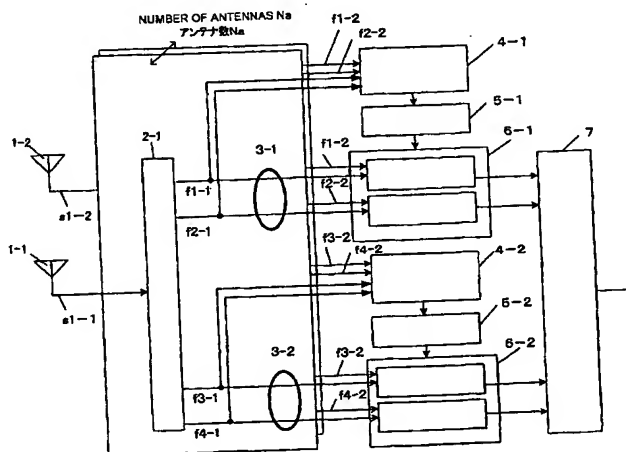 NUMBER OF ANTENNAS Na
アンテナ数Na
f1-2
f2-2
4-1
5-1
6-1
7
1-2
2-1
3-1
f1-2
f2-2
f1-1
f2-1
s1-2
1-1
s1-1
f3-2
f4-2
4-2
5-2
6-2
3-2
f3-2
f4-2
f3-1
f4-1